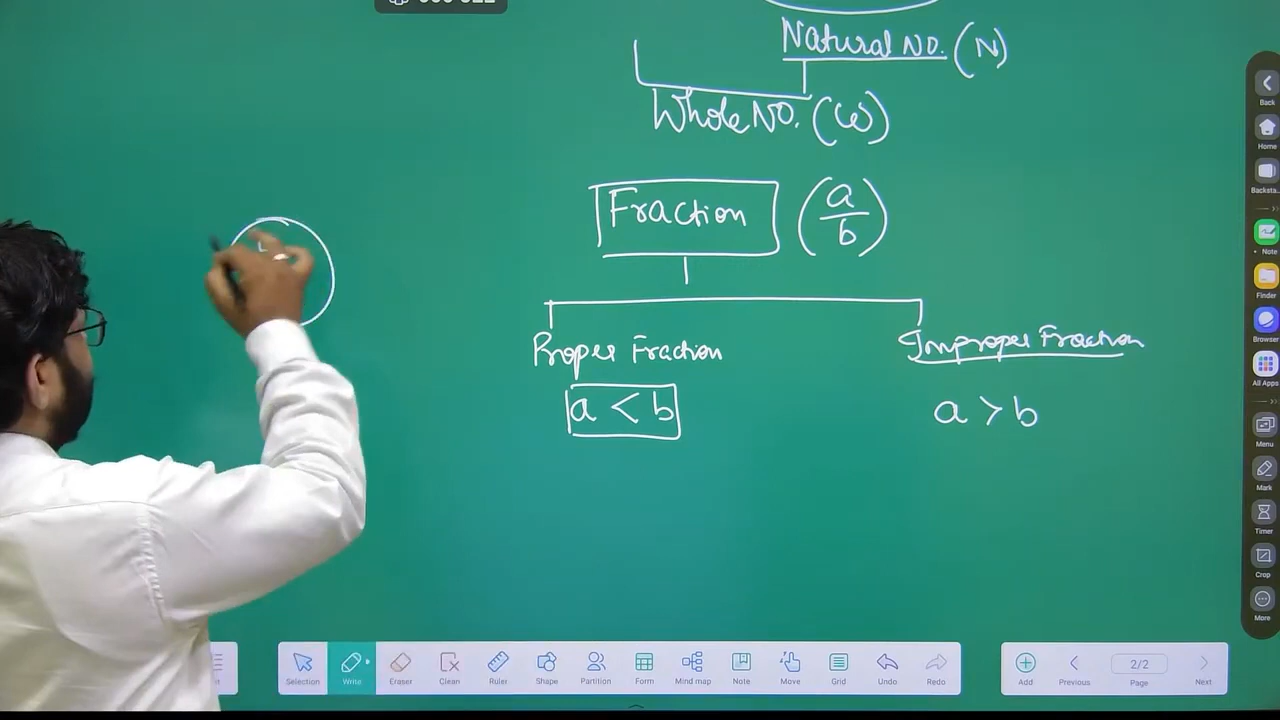 Natural NO. (N)
Whole NO. (W)
Fraction (a/b)
Proper Fraction
Improper Fraction
a < b
a > b
Back
Home
Backsta..
Note
Finder
Browser
All Apps
Menu
Mark
Timer
Crop
More
Selection
Write
Eraser
Clean
Ruler
Shape
Partition
Form
Mind map
Note
Move
Grid
Undo
Redo
Add
Previous
2/2
Page
Next